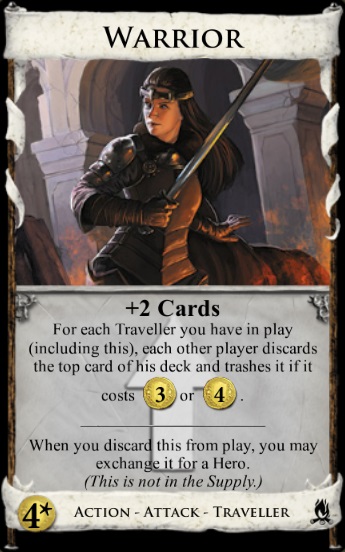 WARRIOR
+2 Cards
For each Traveller you have in play
(including this), each other player discards
the top card of his deck and trashes it if it
costs 3 or 4 .
When you discard this from play, you may
exchange it for a Hero.
(This is not in the Supply.)
4* ACTION - ATTACK - TRAVELLER